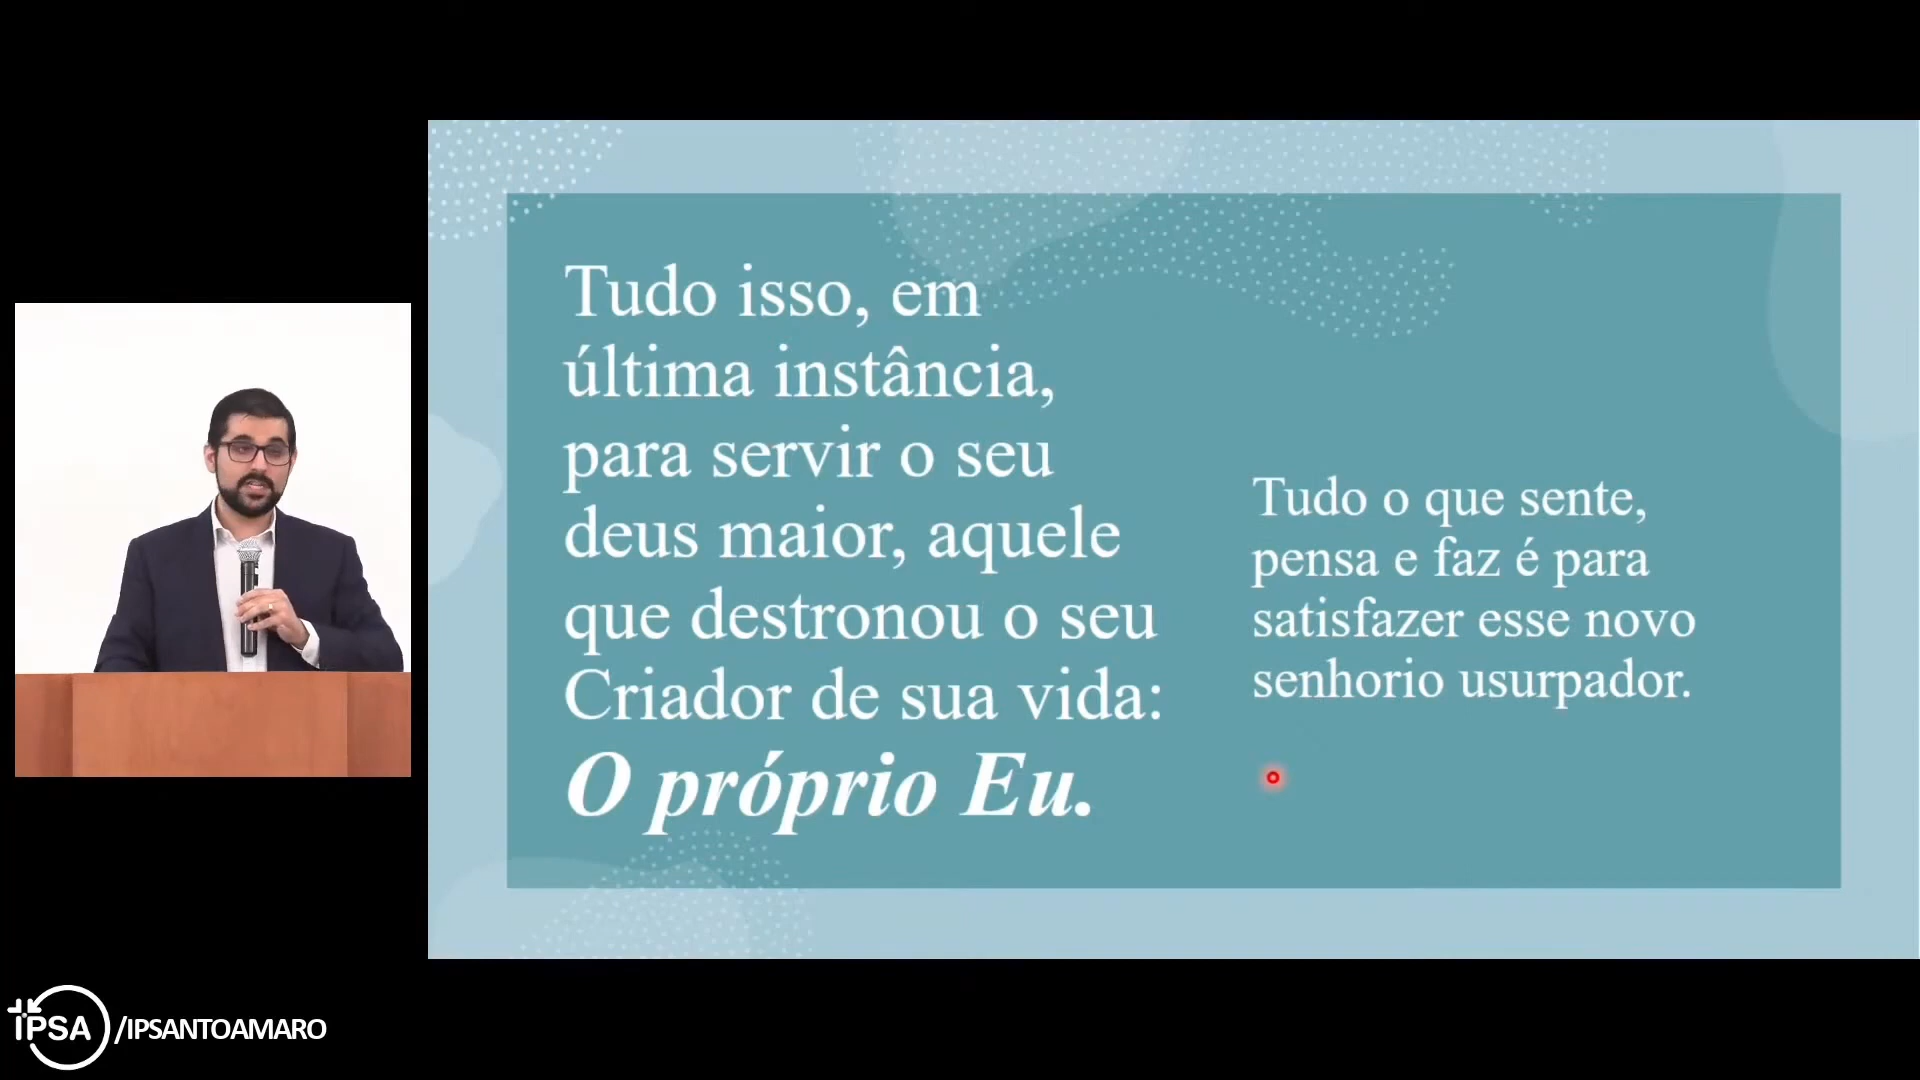 Tudo isso, em
última instância,
para servir o seu
deus maior, aquele
que destronou o seu
Criador de sua vida:
O próprio Eu.
Tudo o que sente,
pensa e faz é para
satisfazer esse novo
senhorio usurpador.
IPSA /IPSANTOAMARO